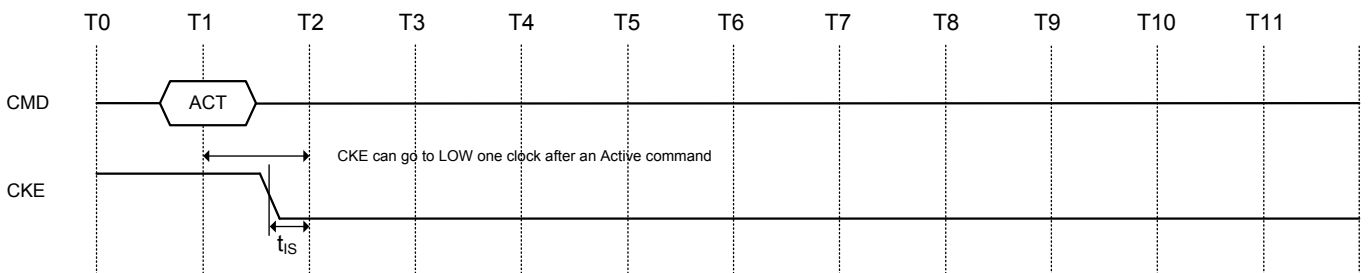 T0 T1 T2 T3 T4 T5 T6 T7 T8 T9 T10 T11
CMD ACT
CKE can go to LOW one clock after an Active command
CKE
tIS